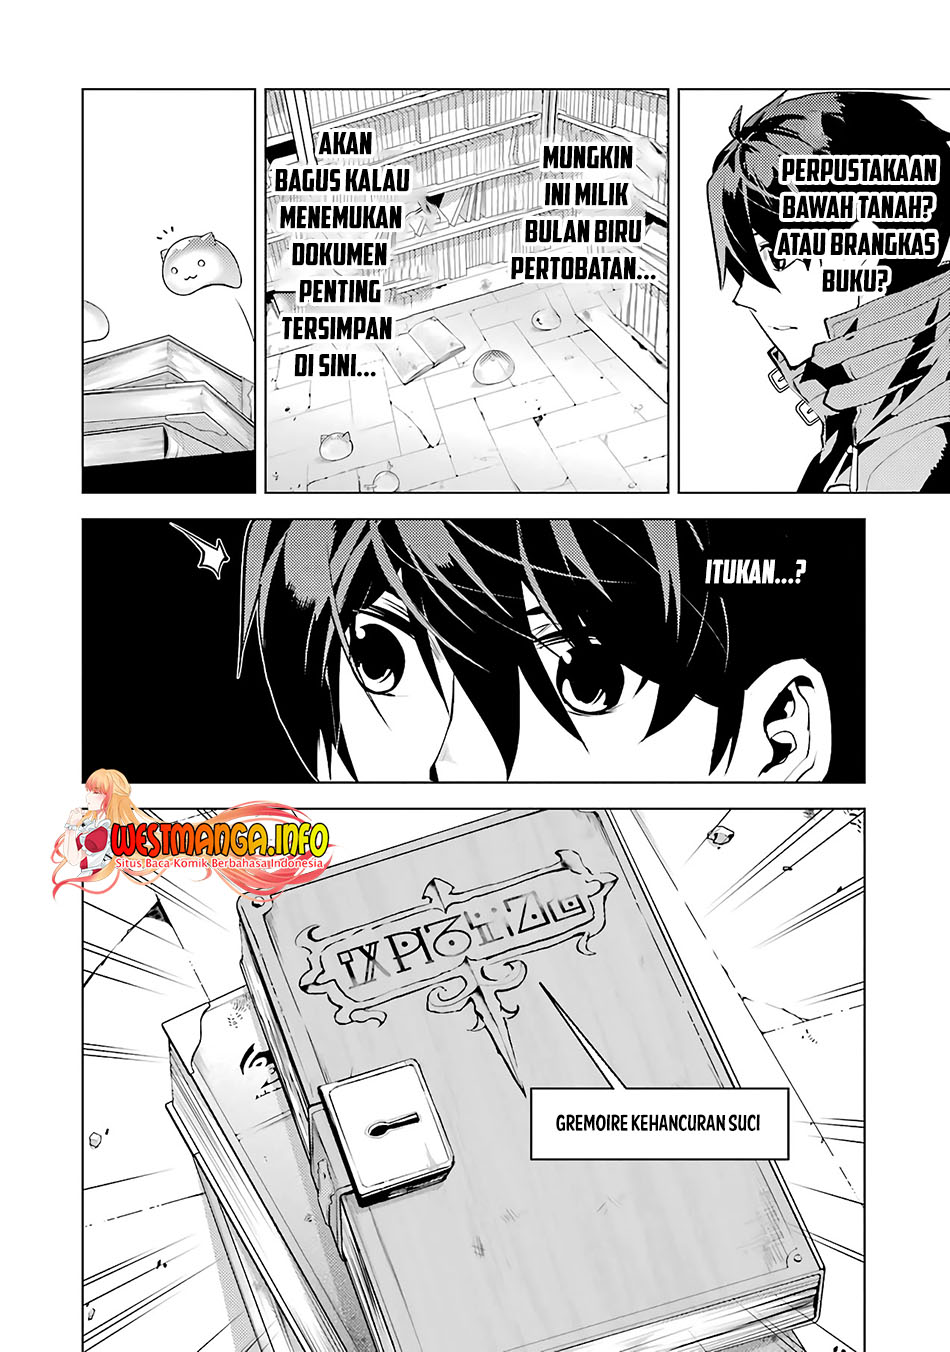 PERPUSTAKAAN
BAWAH TANAH?
ATAU BRANGKAS
BUKU?
MUNGKIN
INI MILIK
BULAN BIRU
PERTOBATAN...
AKAN
BAGUS KALAU
MENEMUKAN
DOKUMEN
PENTING
TERSIMPAN
DI SINI...
ITUKAN...?
WESTMANGA.INFO
Situs Baca Komik Berbahasa Indonesia
GREMOIRE KEHANCURAN SUCI